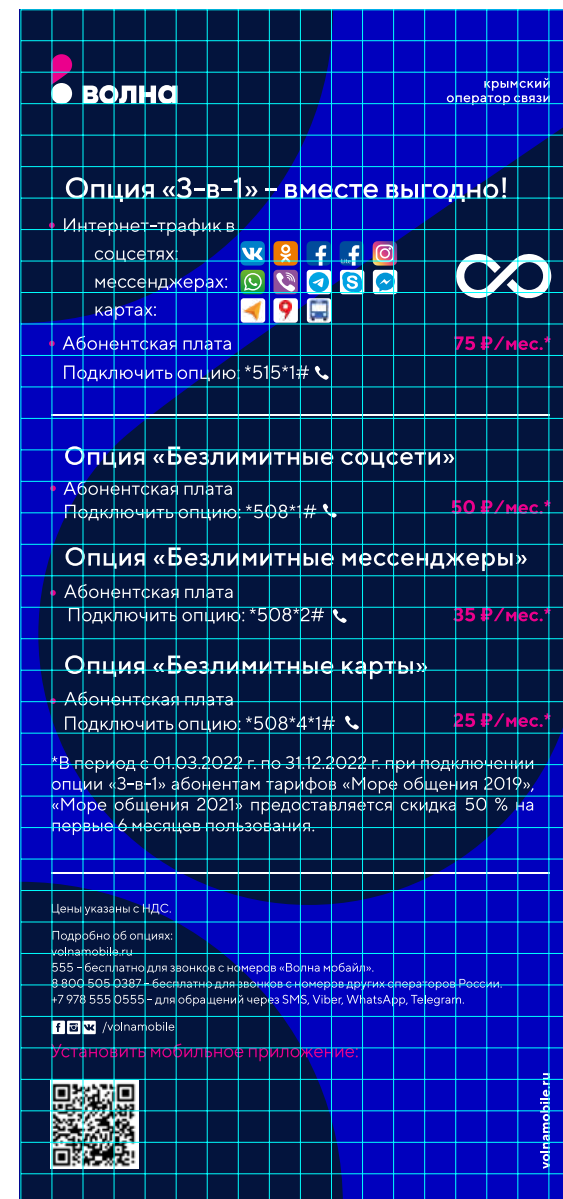 волна
крымский
оператор связи
Опция «3-в-1» - вместе выгодно!
Интернет-трафик в
соцсетях:
Lite
мессенджерах:
картах:
Абонентская плата 75 ₽/мес.*
Подключить опцию: *515*1#
Опция «Безлимитные соцсети»
Абонентская плата
Подключить опцию: *508*1# 50 ₽/мес.*
Опция «Безлимитные мессенджеры»
Абонентская плата
Подключить опцию: *508*2# 35 ₽/мес.*
Опция «Безлимитные карты»
Абонентская плата
Подключить опцию: *508*4*1# 25 ₽/мес.*
*В период с 01.03.2022 г. по 31.12.2022 г. при подключении
опции «3-в-1» абонентам тарифов «Море общения 2019»,
«Море общения 2021» предоставляется скидка 50 % на
первые 6 месяцев пользования.
Цены указаны с НДС.
Подробно об опциях:
volnamobile.ru
555 – бесплатно для звонков с номеров «Волна мобайл».
8 800 505 0387 – бесплатно для звонков с номеров других операторов России.
+7 978 555 0555 – для обращений через SMS, Viber, WhatsApp, Telegram.
/volnamobile
Установить мобильное приложение:
volnamobile.ru